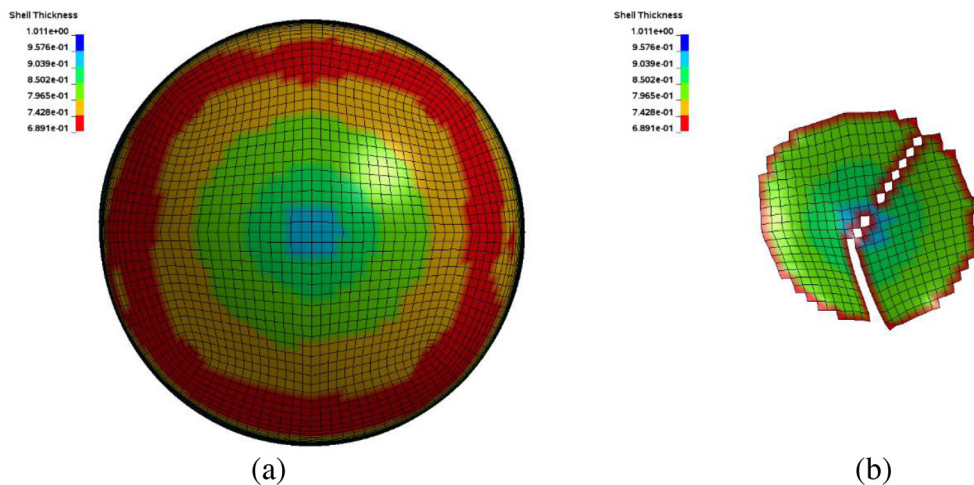 Shell Thickness
1.011e+00
9.576e-01
9.039e-01
8.502e-01
7.965e-01
7.428e-01
6.891e-01
Shell Thickness
1.011e+00
9.576e-01
9.039e-01
8.502e-01
7.965e-01
7.428e-01
6.891e-01
(a)
(b)